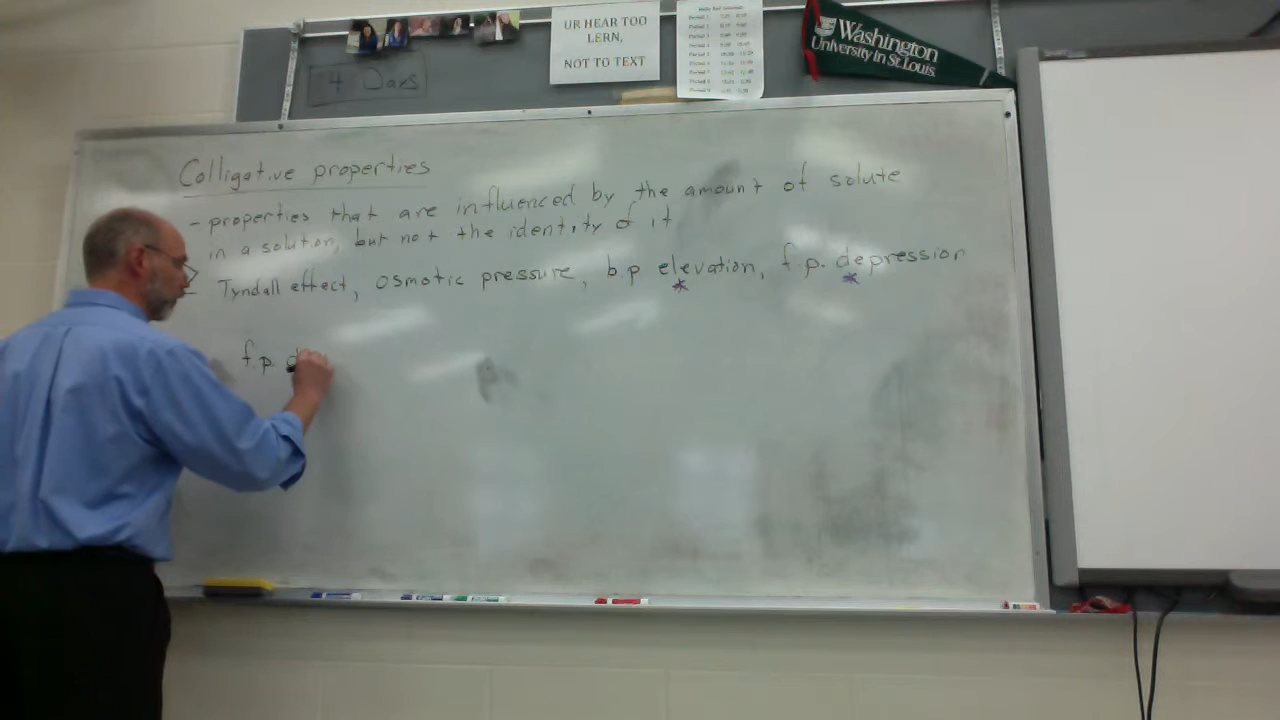 UR HEAR TOO
LERN,
NOT TO TEXT
Washington
University in St. Louis
4 Days
Colligative properties
- properties that are influenced by the amount of solute
in a solution, but not the identity of it
- Tyndall effect, osmotic pressure, bp elevation, f.p. depression
* *
f.p. d